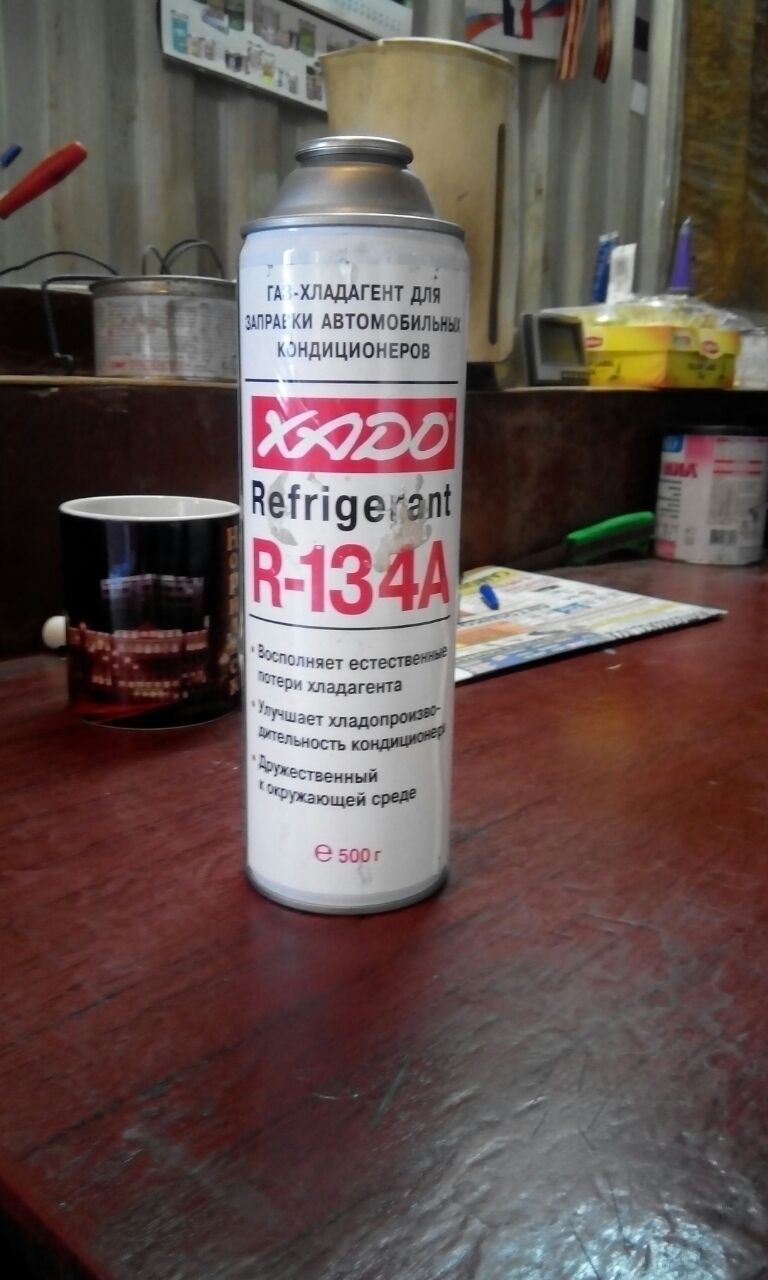 ГАЗ-ХЛАДАГЕНТ ДЛЯ
ЗАПРАВКИ АВТОМОБИЛЬНЫХ
КОНДИЦИОНЕРОВ
XADO®
Refrigerant
R-134A
• Восполняет естественные
потери хладагента
• Улучшает хладопроизво-
дительность кондиционера
• Дружественный
к окружающей среде
℮ 500 г